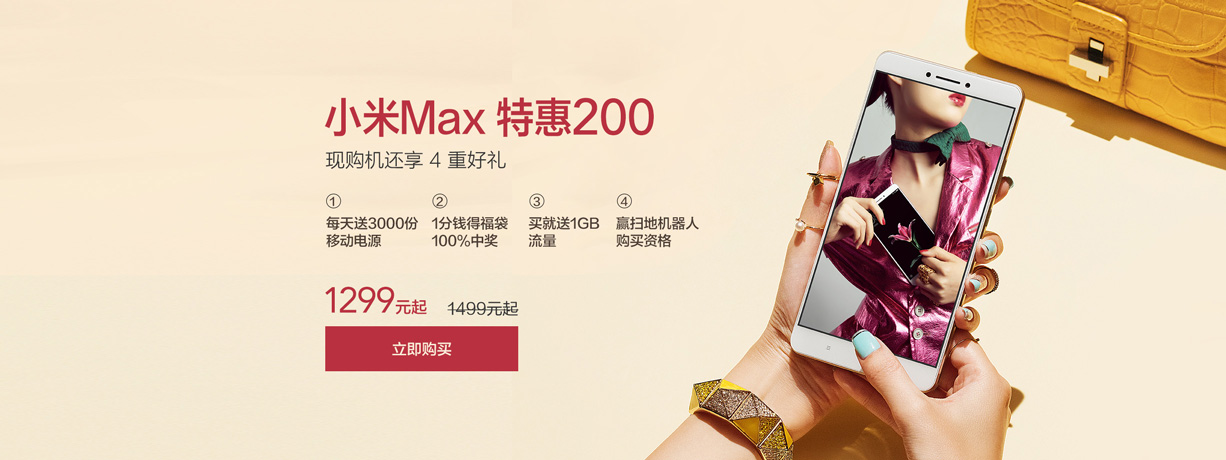 小米Max 特惠200
现购机还享 4 重好礼
①
每天送3000份
移动电源
②
1分钱得福袋
100%中奖
③
买就送1GB
流量
④
赢扫地机器人
购买资格
1299元起 1499元起
立即购买